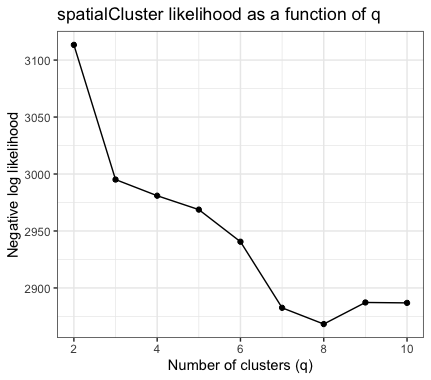 spatialCluster likelihood as a function of q
3100
3050
3000
2950
2900
Negative log likelihood
2 4 6 8 10
Number of clusters (q)